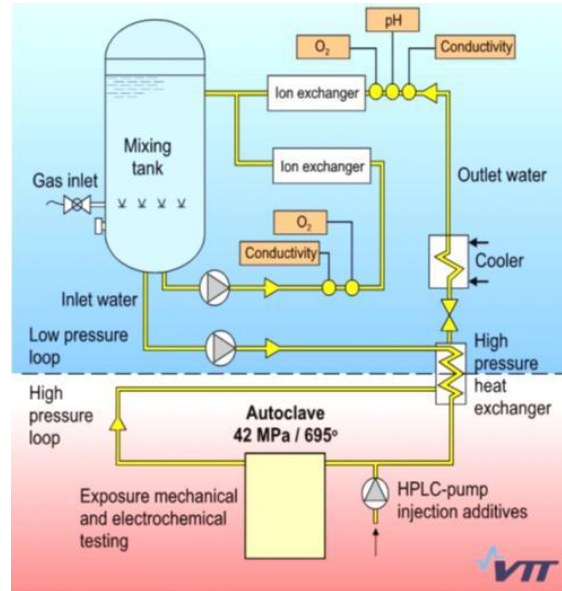 pH
O2
Conductivity
Ion exchanger
Mixing
tank
Gas inlet
Ion exchanger
Outlet water
O2
Conductivity
Cooler
Inlet water
Low pressure
loop
High
pressure
heat
exchanger
High
pressure
loop
Autoclave
42 MPa / 695°
Exposure mechanical
and electrochemical
testing
HPLC-pump
injection additives
VTT